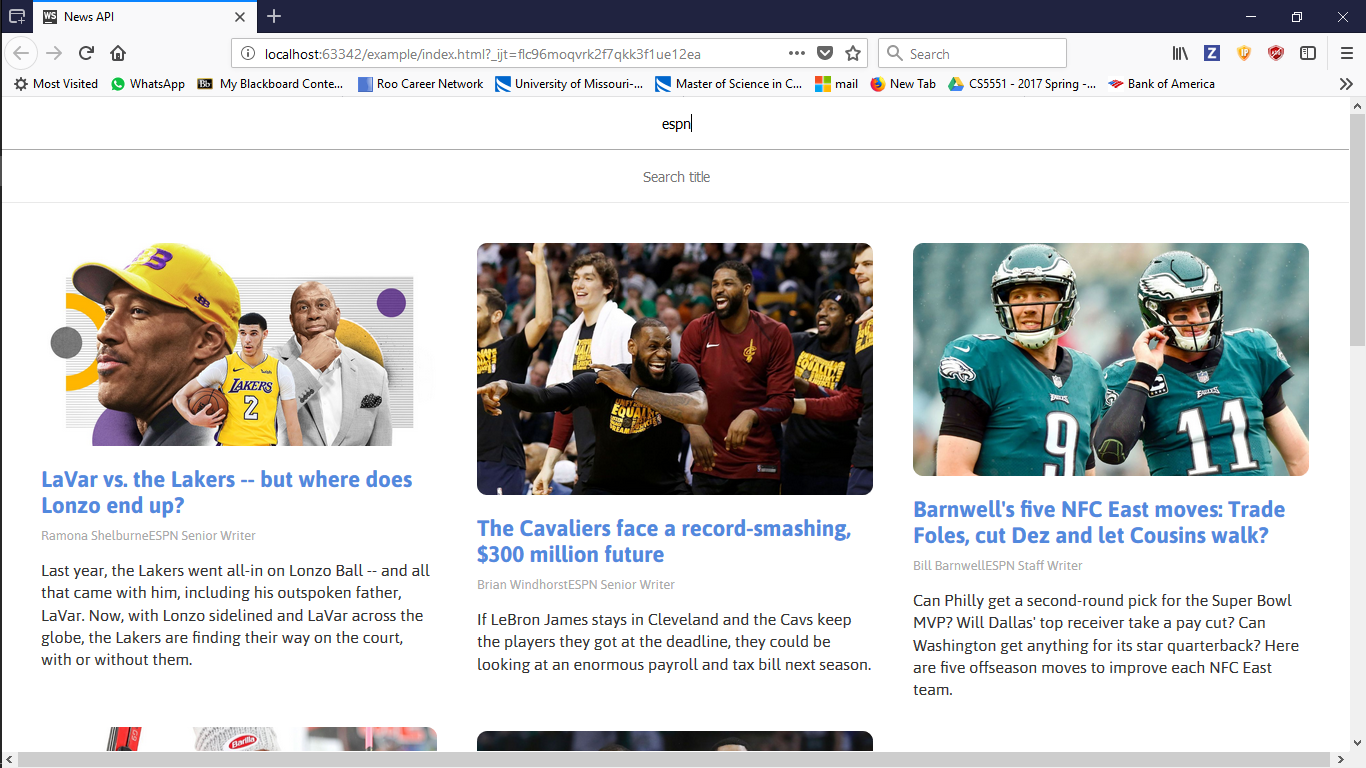 News API
localhost:63342/example/index.html?_ijt=flc96moqvrk2f7qkk3f1ue12ea
Search
Most Visited
WhatsApp
Bb
My Blackboard Conte...
Roo Career Network
University of Missouri-...
Master of Science in C...
mail
New Tab
CS5551 - 2017 Spring -...
Bank of America
espn
Search title
LAKERS
2
EQUALITY
9
11
EAGLES
LaVar vs. the Lakers -- but where does
Lonzo end up?
Ramona ShelburneESPN Senior Writer
Last year, the Lakers went all-in on Lonzo Ball -- and all
that came with him, including his outspoken father,
LaVar. Now, with Lonzo sidelined and LaVar across the
globe, the Lakers are finding their way on the court,
with or without them.
The Cavaliers face a record-smashing,
$300 million future
Brian WindhorstESPN Senior Writer
If LeBron James stays in Cleveland and the Cavs keep
the players they got at the deadline, they could be
looking at an enormous payroll and tax bill next season.
Barnwell's five NFC East moves: Trade
Foles, cut Dez and let Cousins walk?
Bill BarnwellESPN Staff Writer
Can Philly get a second-round pick for the Super Bowl
MVP? Will Dallas' top receiver take a pay cut? Can
Washington get anything for its star quarterback? Here
are five offseason moves to improve each NFC East
team.
Barilla